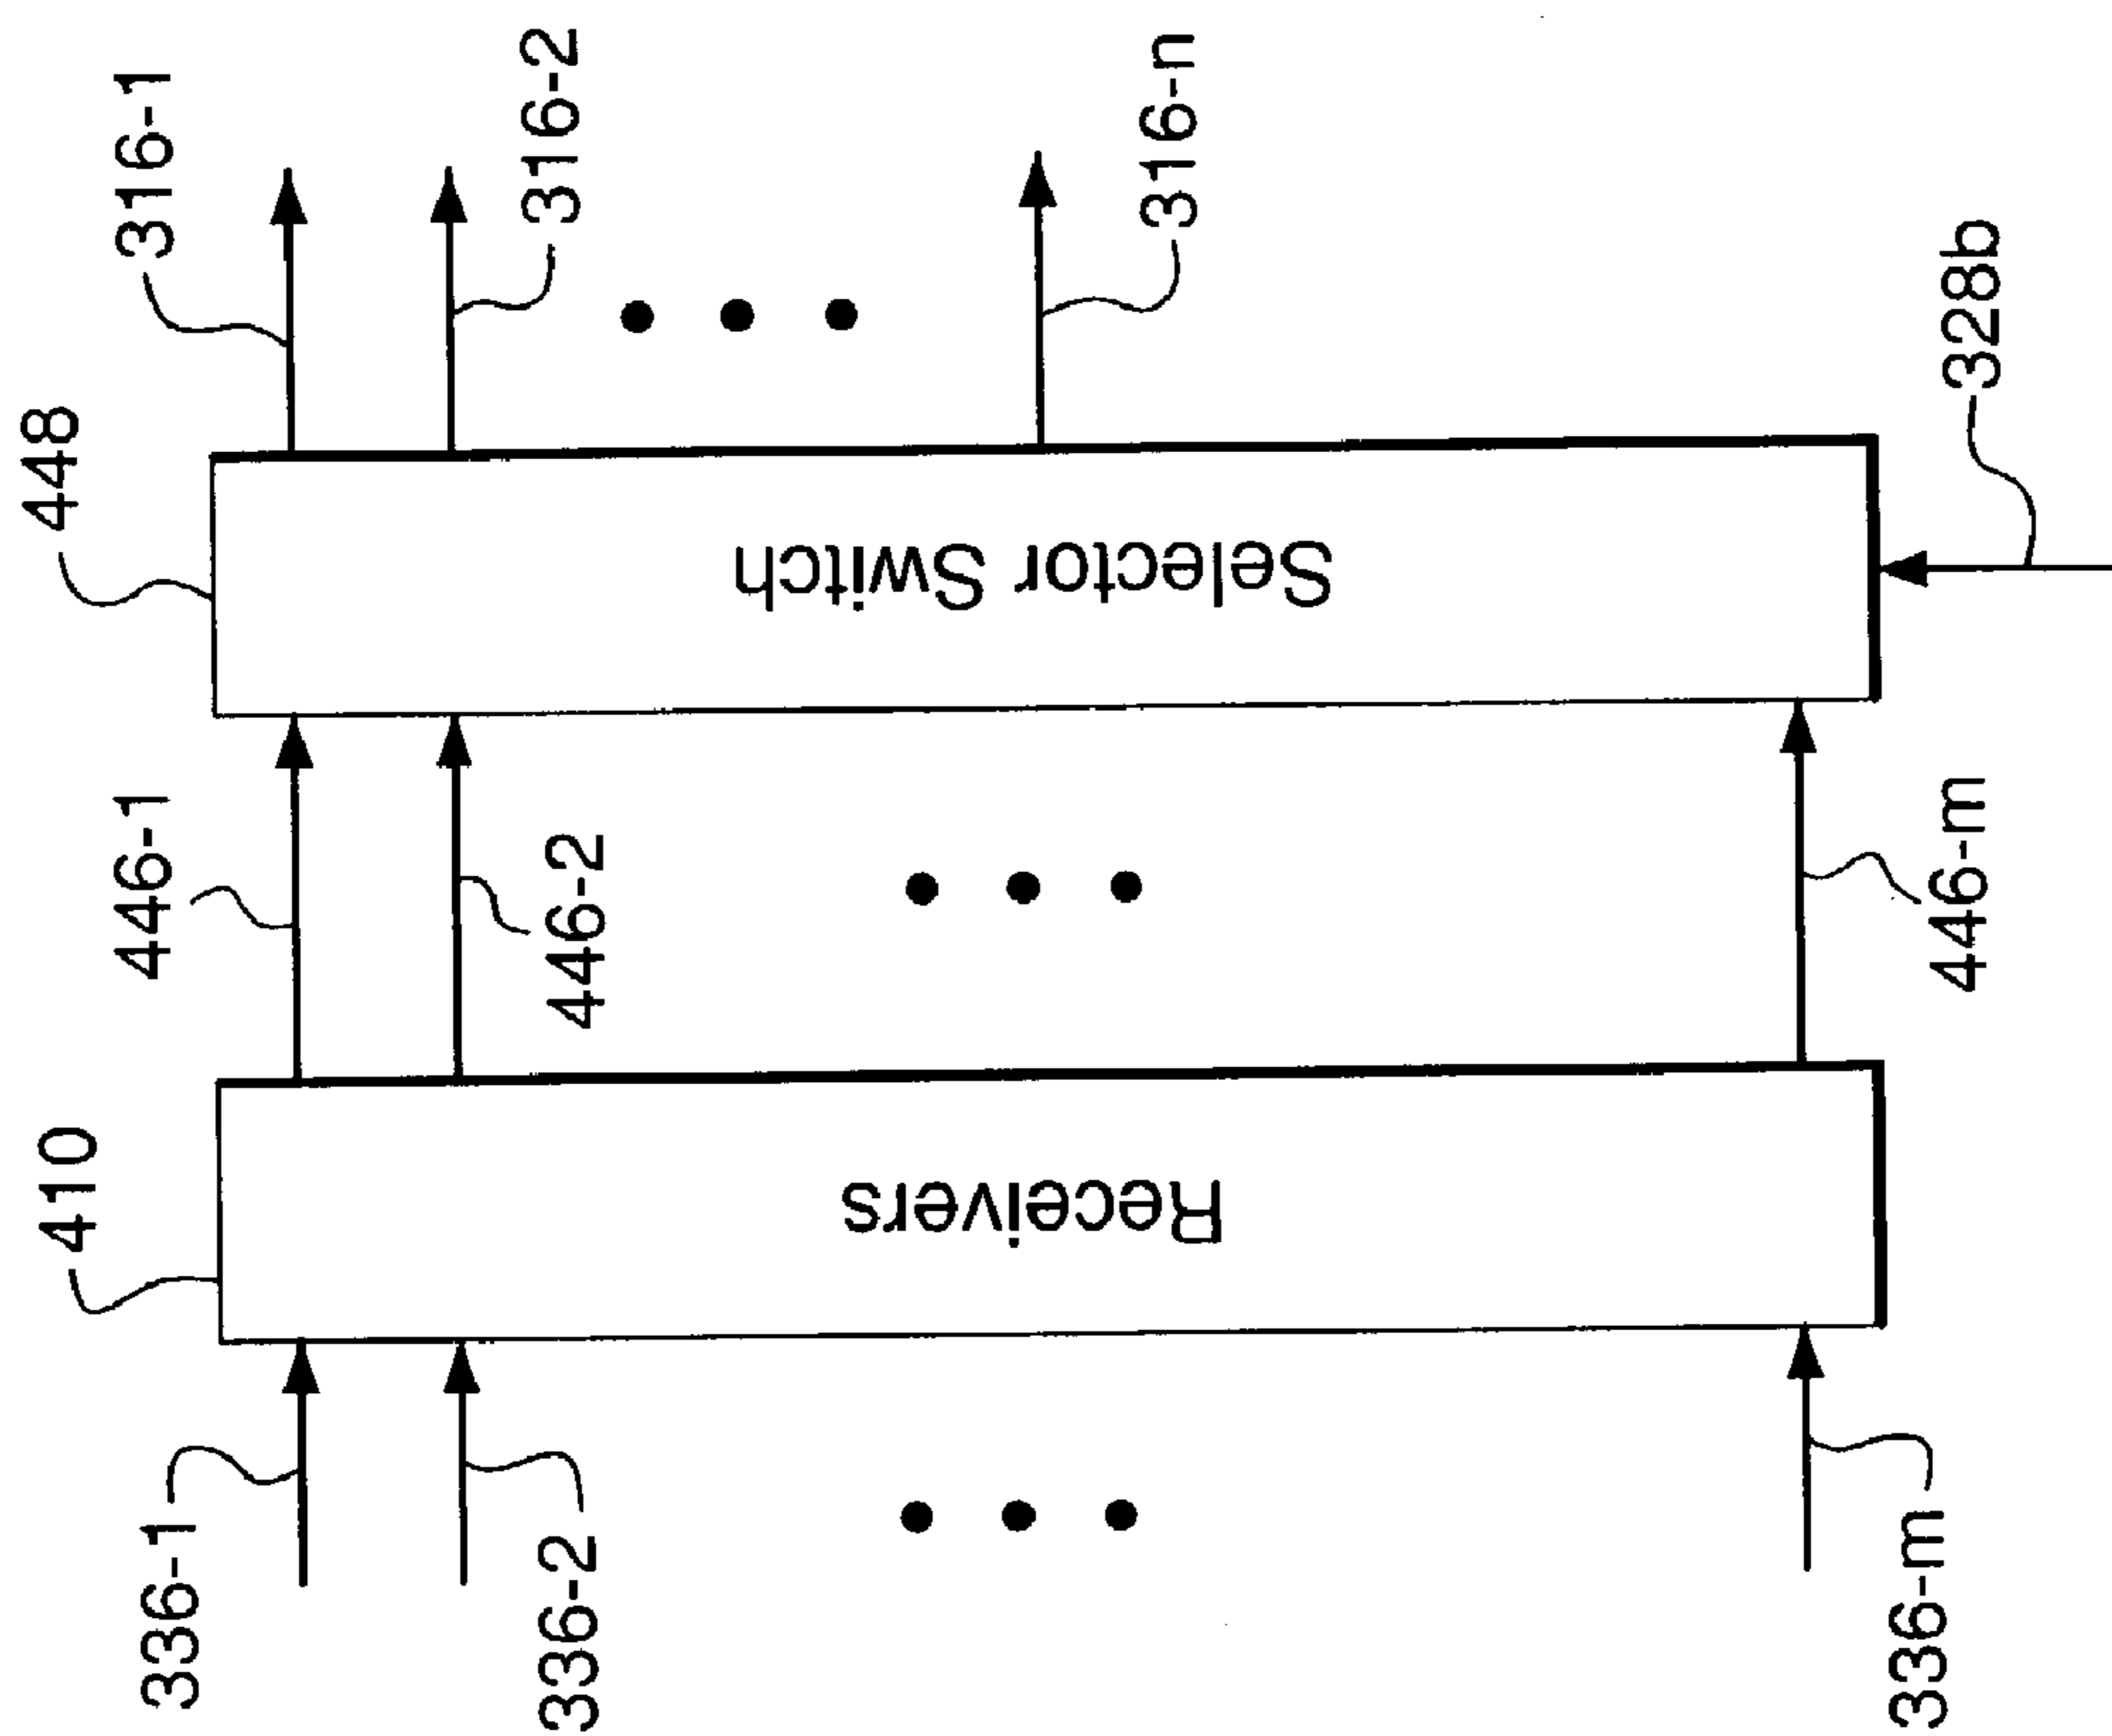 336-1
336-2
336-m
410
Receivers
446-1
446-2
446-m
448
Selector Switch
316-1
316-2
316-n
328b